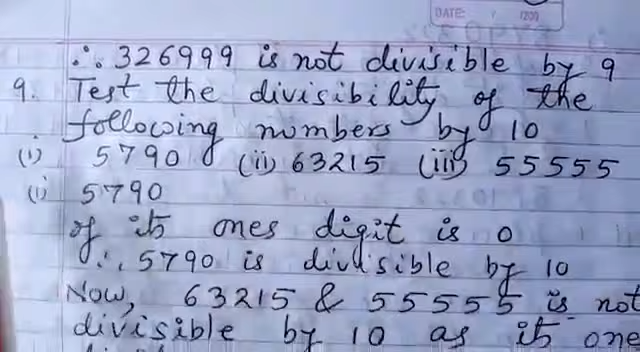 DATE: / /200
∴ 326999 is not divisible by 9
9. Test the divisibility of the
following numbers by 10
(i) 5790 (ii) 63215 (iii) 55555
(i) 5790
of its ones digit is 0
∴ 5790 is divisible by 10
Now, 63215 & 55555 is not
divisible by 10 as its one